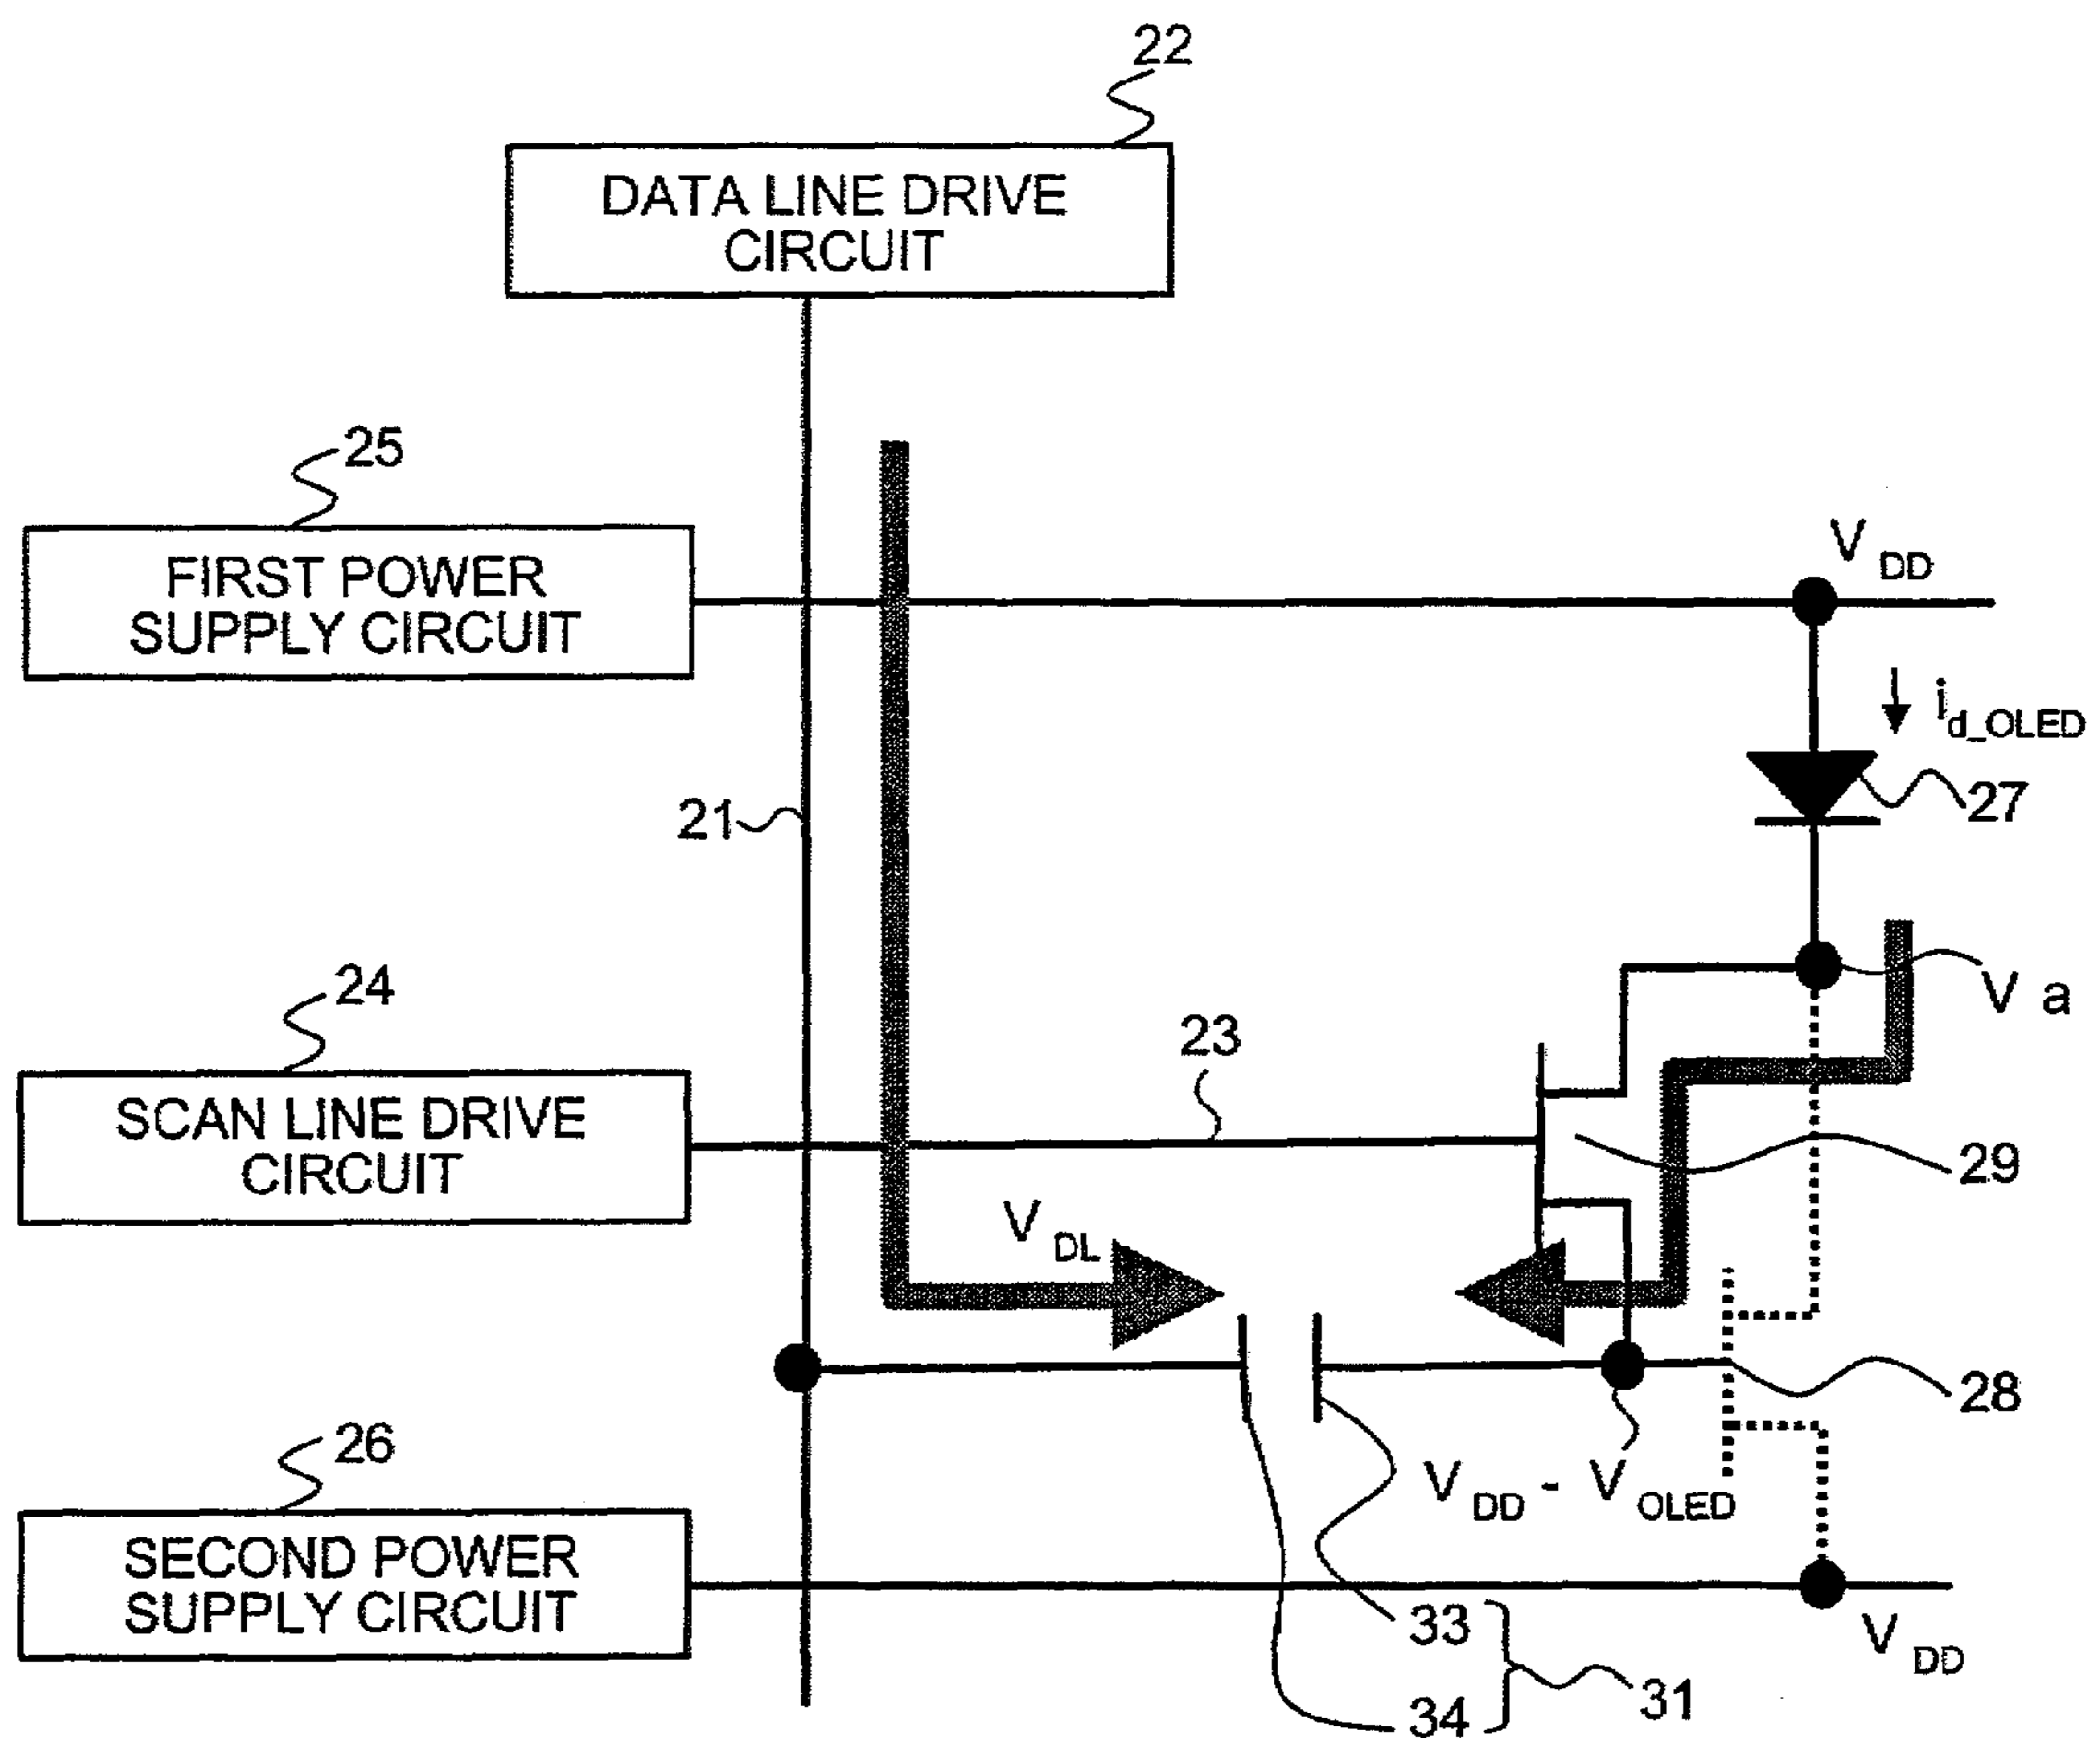 22
DATA LINE DRIVE
CIRCUIT
25
FIRST POWER
SUPPLY CIRCUIT
V DD
i d_OLED
21
27
24
V a
23
SCAN LINE DRIVE
CIRCUIT
29
V DL
28
26
V DD - V OLED
SECOND POWER
SUPPLY CIRCUIT
33
V DD
31
34